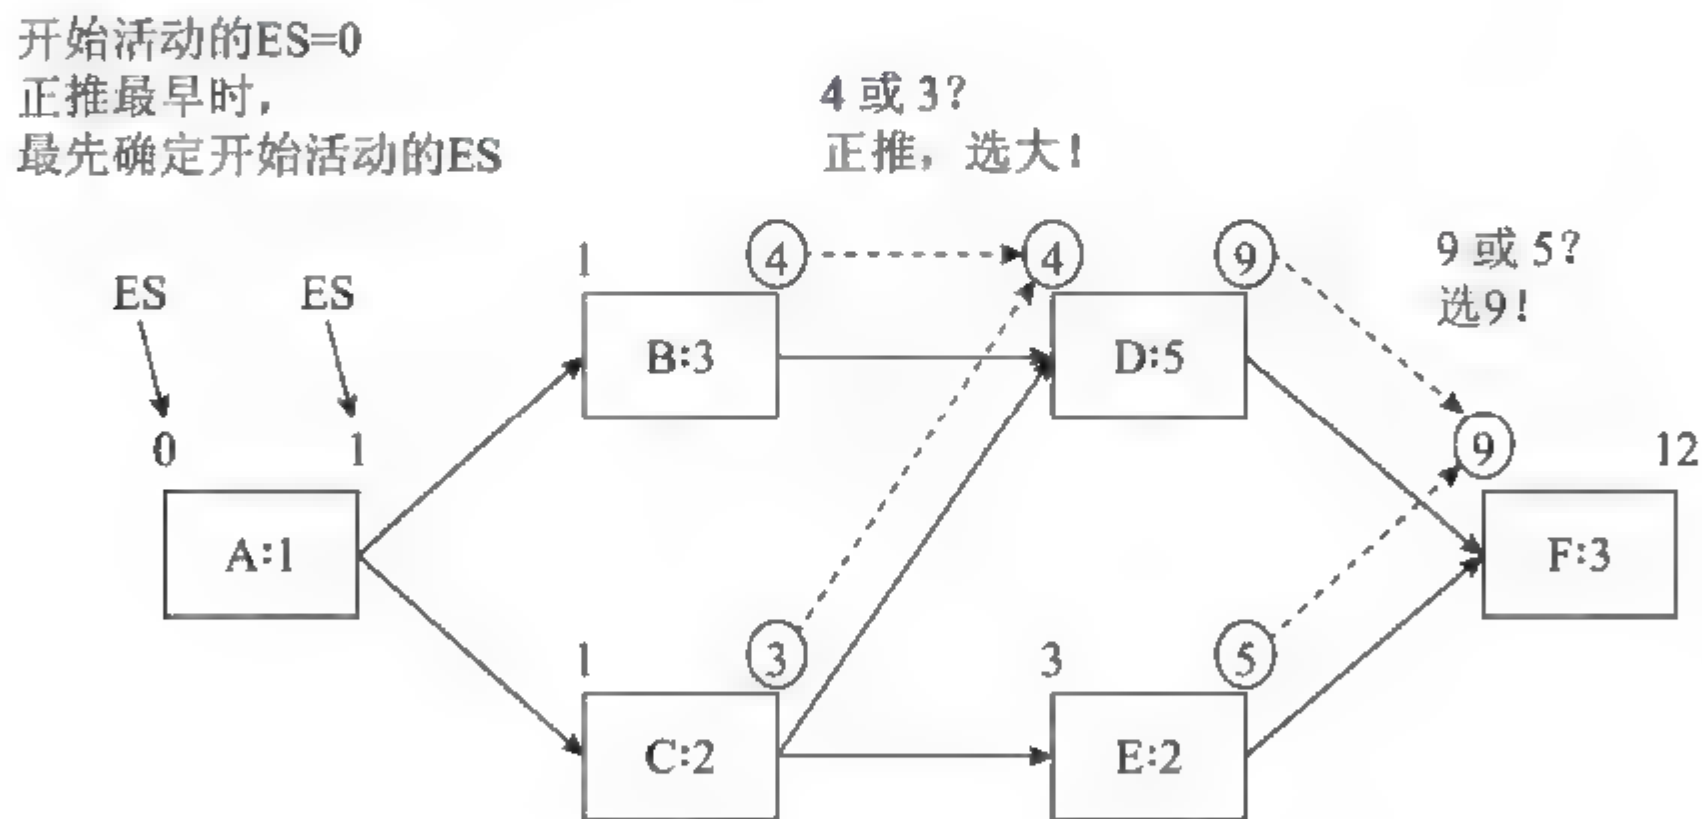 开始活动的ES=0
正推最早时，
最先确定开始活动的ES
4 或 3？
正推，选大！
9 或 5？
选9！
ES
ES
0
1
A:1
1
4
B:3
4
9
D:5
1
3
C:2
3
5
E:2
9
12
F:3